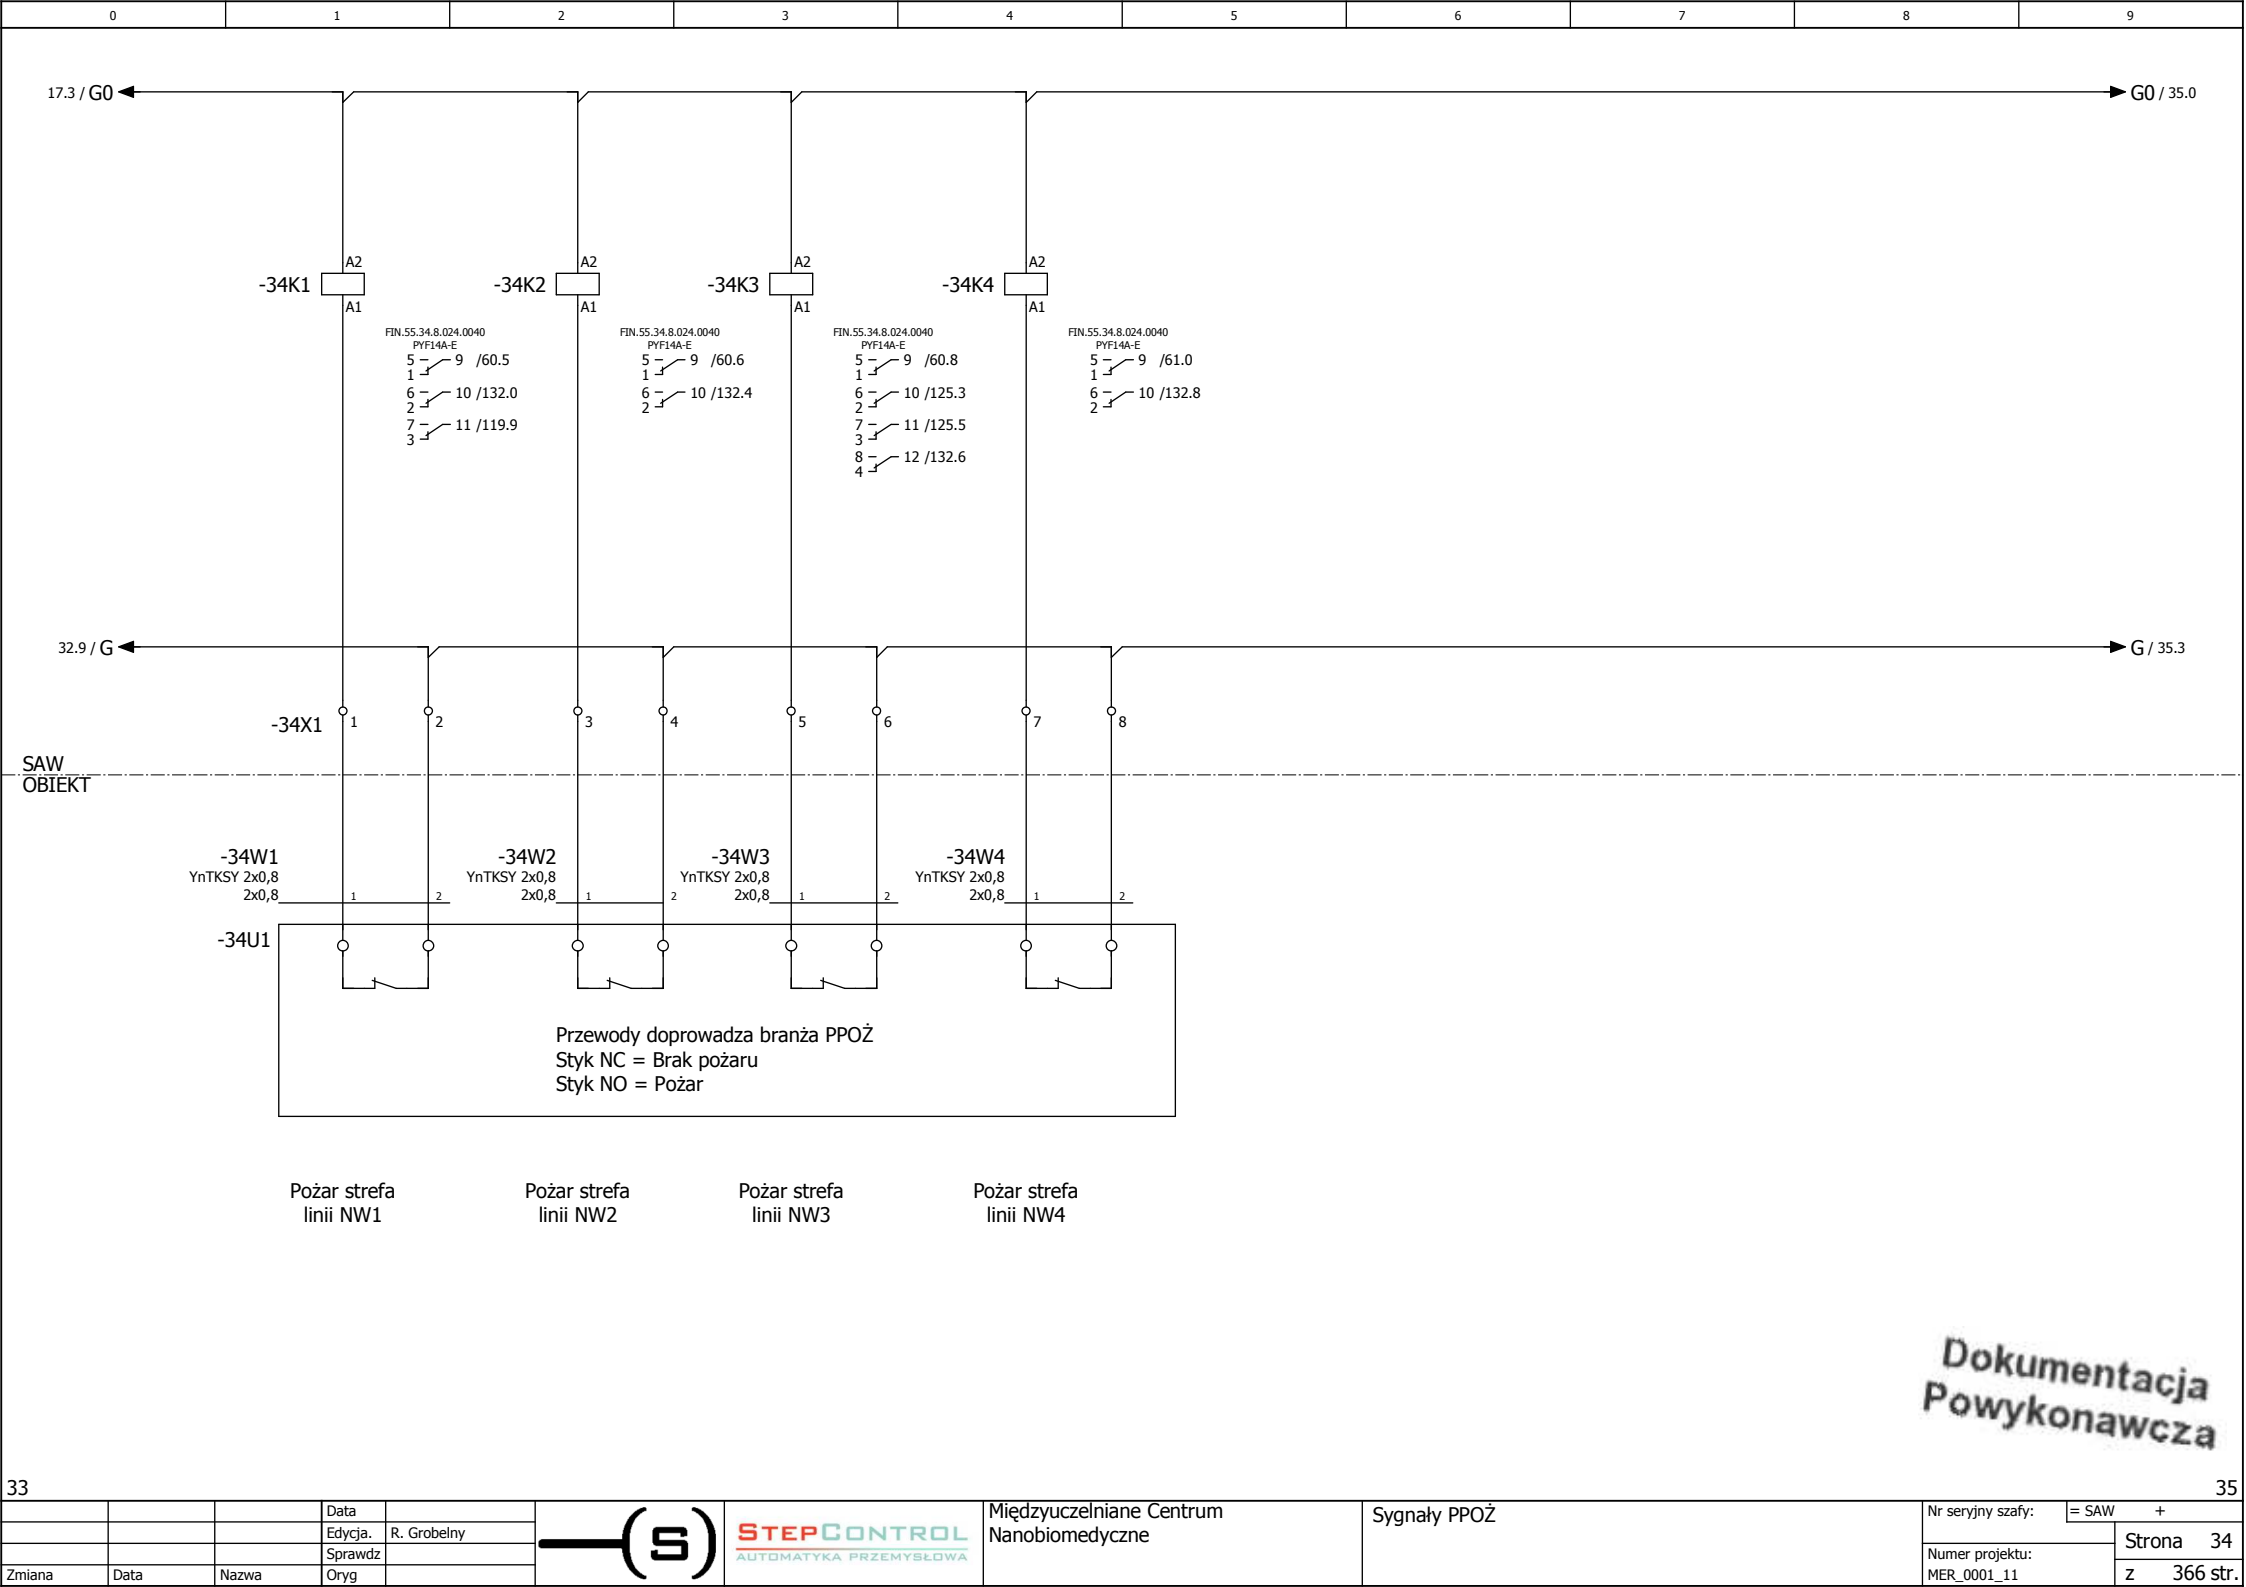 0 1 2 3 4 5 6 7 8 9
17.3 / G0
G0 / 35.0
-34K1 A2 A1
-34K2 A2 A1
-34K3 A2 A1
-34K4 A2 A1
FIN.55.34.8.024.0040
PYF14A-E
5 9 /60.5
1
6 10 /132.0
2
7 11 /119.9
3
FIN.55.34.8.024.0040
PYF14A-E
5 9 /60.6
1
6 10 /132.4
2
FIN.55.34.8.024.0040
PYF14A-E
5 9 /60.8
1
6 10 /125.3
2
7 11 /125.5
3
8 12 /132.6
4
FIN.55.34.8.024.0040
PYF14A-E
5 9 /61.0
1
6 10 /132.8
2
32.9 / G
G / 35.3
-34X1 1 2 3 4 5 6 7 8
SAW
OBIEKT
-34W1
YnTKSY 2x0,8
2x0,8 1 2
-34W2
YnTKSY 2x0,8
2x0,8 1 2
-34W3
YnTKSY 2x0,8
2x0,8 1 2
-34W4
YnTKSY 2x0,8
2x0,8 1 2
-34U1
Przewody doprowadza branża PPOŻ
Styk NC = Brak pożaru
Styk NO = Pożar
Pożar strefa
linii NW1
Pożar strefa
linii NW2
Pożar strefa
linii NW3
Pożar strefa
linii NW4
Dokumentacja
Powykonawcza
33
35
Zmiana Data Nazwa
Data
Edycja. R. Grobelny
Sprawdz
Oryg
(S)
STEPCONTROL
AUTOMATYKA PRZEMYSŁOWA
Międzyuczelniane Centrum
Nanobiomedyczne
Sygnały PPOŻ
Nr seryjny szafy:
Numer projektu:
MER_0001_11
= SAW +
Strona 34
z 366 str.